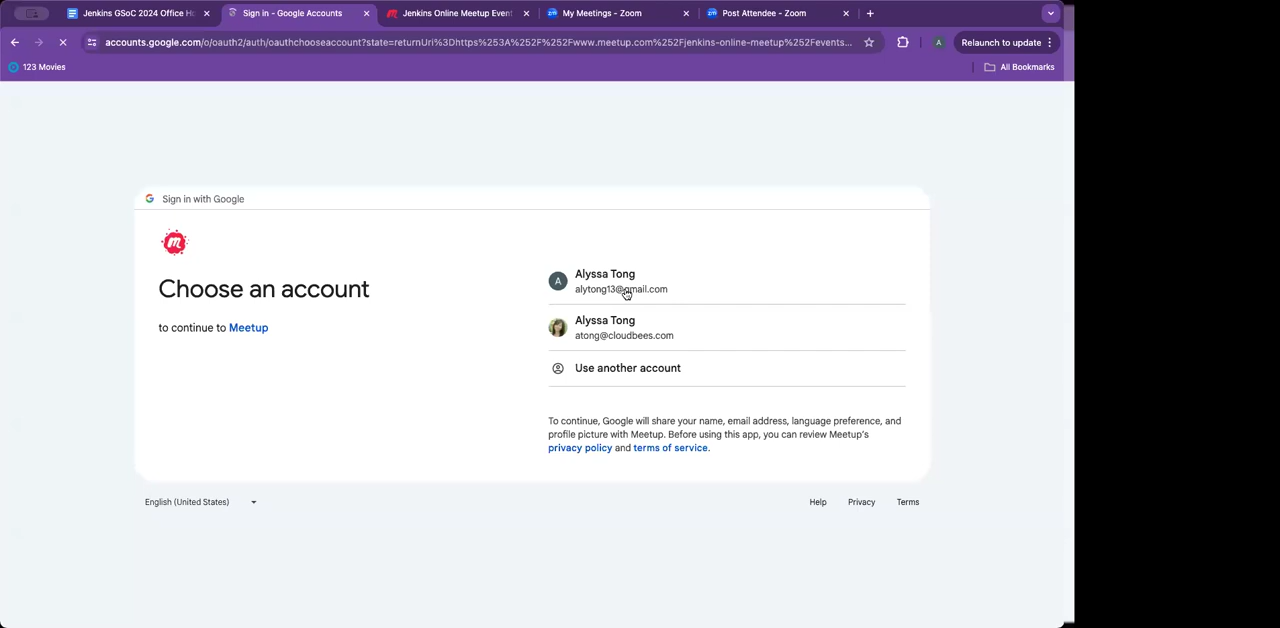 Jenkins GSoC 2024 Office H
Sign in - Google Accounts
Jenkins Online Meetup Event
My Meetings - Zoom
Post Attendee - Zoom
accounts.google.com/o/oauth2/auth/oauthchooseaccount?state=returnUri%3Dhttps%253A%252F%252Fwww.meetup.com%252Fjenkins-online-meetup%252Fevents...
A
Relaunch to update
123 Movies
All Bookmarks
Sign in with Google
m
Choose an account
to continue to Meetup
A
Alyssa Tong
alytong13@gmail.com
Alyssa Tong
atong@cloudbees.com
Use another account
To continue, Google will share your name, email address, language preference, and
profile picture with Meetup. Before using this app, you can review Meetup's
privacy policy and terms of service.
English (United States)
Help
Privacy
Terms